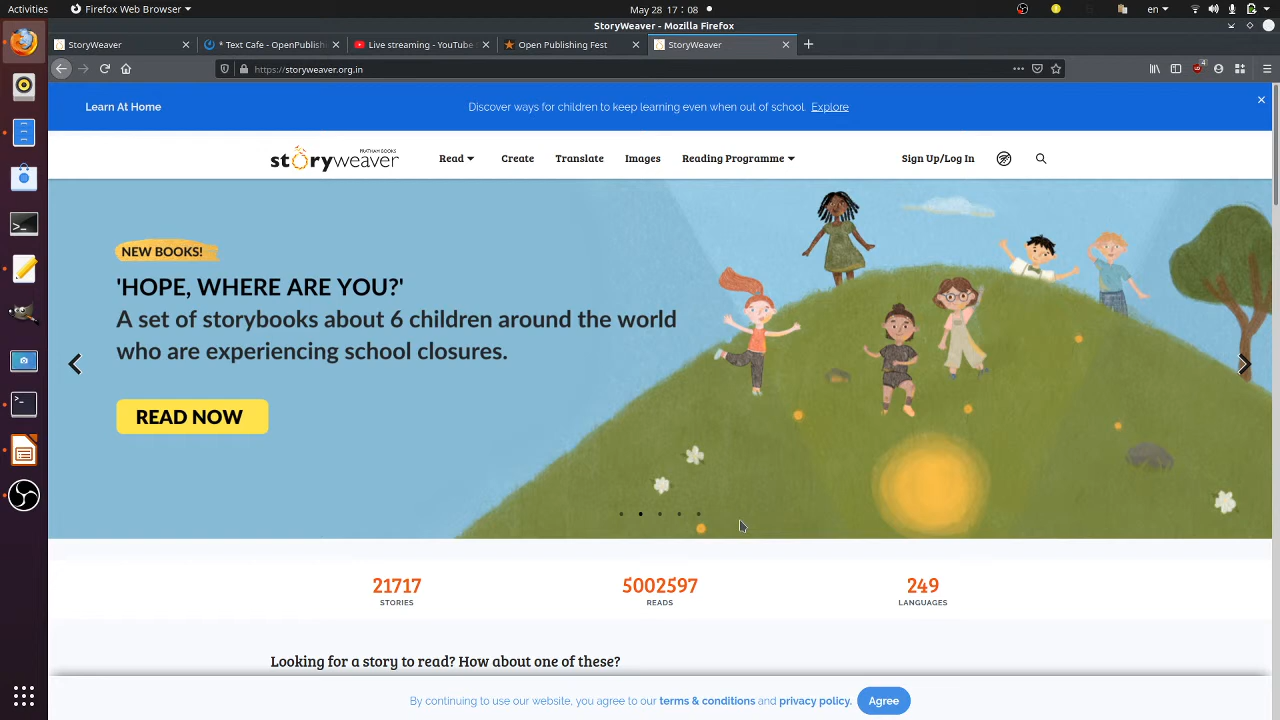 Activities
Firefox Web Browser
May 28 17:08
en
StoryWeaver — Mozilla Firefox
StoryWeaver
* Text Cafe - OpenPublish
Live streaming - YouTube
Open Publishing Fest
StoryWeaver
https://storyweaver.org.in
4
Learn At Home
Discover ways for children to keep learning even when out of school. Explore
PRATHAM BOOKS
storyweaver
Read
Create
Translate
Images
Reading Programme
Sign Up/Log In
NEW BOOKS!
'HOPE, WHERE ARE YOU?'
A set of storybooks about 6 children around the world
who are experiencing school closures.
READ NOW
21717
STORIES
5002597
READS
249
LANGUAGES
Looking for a story to read? How about one of these?
By continuing to use our website, you agree to our terms & conditions and privacy policy.
Agree